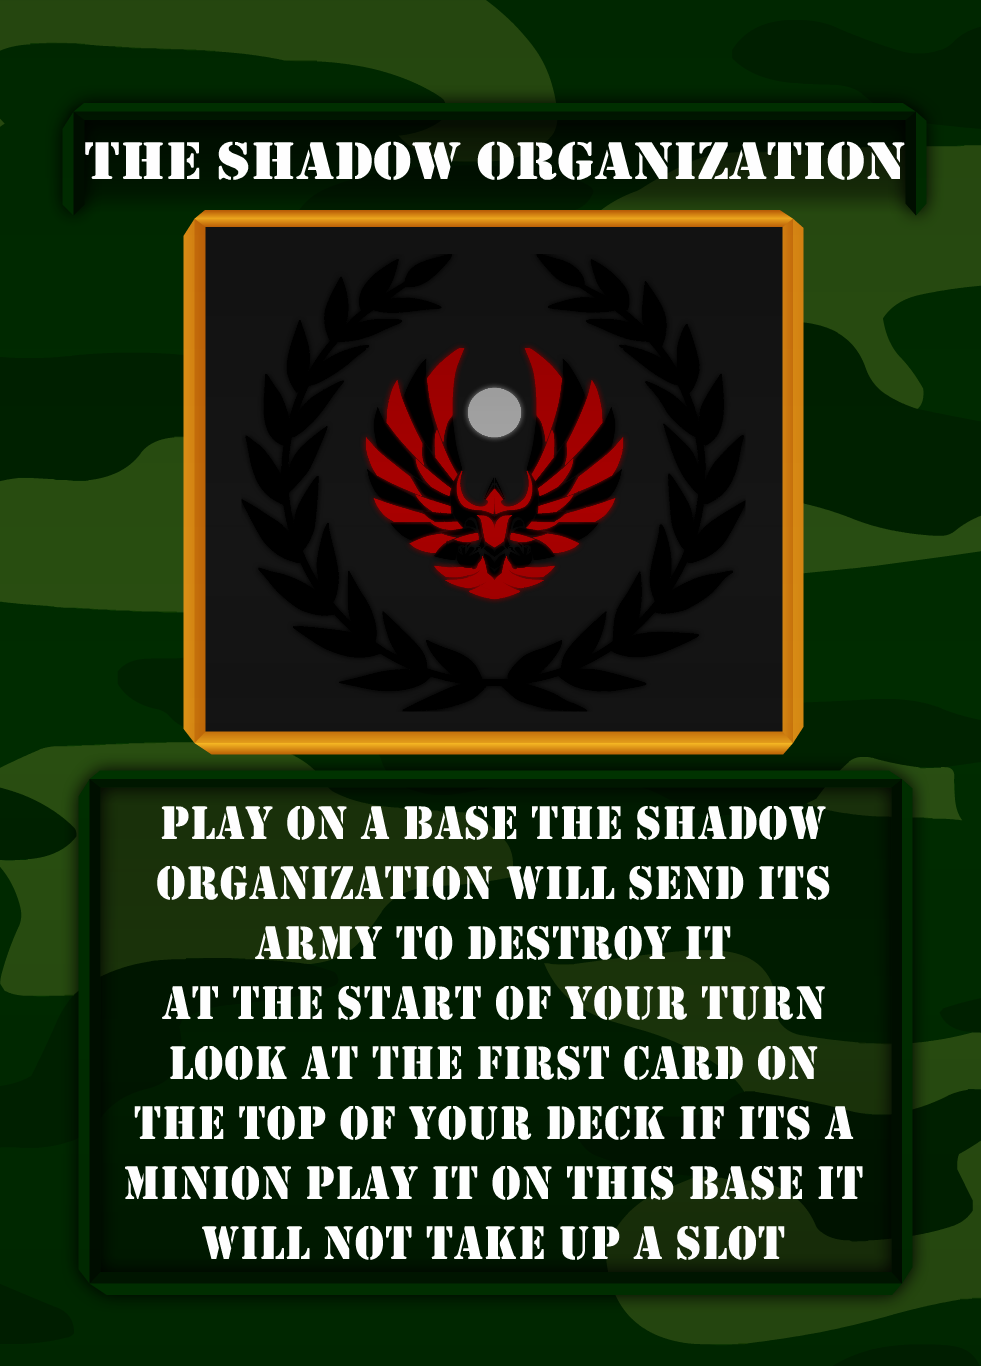 THE SHADOW ORGANIZATION
PLAY ON A BASE THE SHADOW
ORGANIZATION WILL SEND ITS
ARMY TO DESTROY IT
AT THE START OF YOUR TURN
LOOK AT THE FIRST CARD ON
THE TOP OF YOUR DECK IF ITS A
MINION PLAY IT ON THIS BASE IT
WILL NOT TAKE UP A SLOT